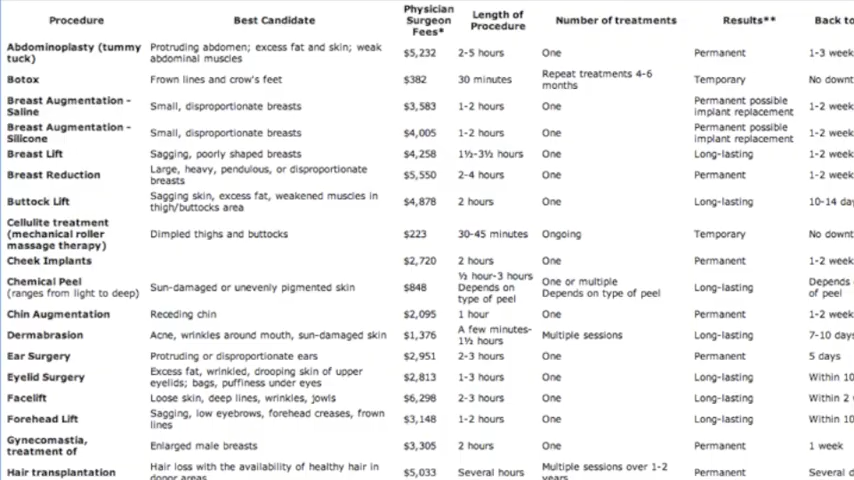 Procedure Best Candidate Physician Surgeon Fees* Length of Procedure Number of treatments Results** Back to
Abdominoplasty (tummy tuck) Protruding abdomen; excess fat and skin; weak abdominal muscles $5,232 2-5 hours One Permanent 1-3 week
Botox Frown lines and crow's feet $382 30 minutes Repeat treatments 4-6 months Temporary No downt
Breast Augmentation - Saline Small, disproportionate breasts $3,583 1-2 hours One Permanent possible implant replacement 1-2 week
Breast Augmentation - Silicone Small, disproportionate breasts $4,005 1-2 hours One Permanent possible implant replacement 1-2 week
Breast Lift Sagging, poorly shaped breasts $4,258 1½-3½ hours One Long-lasting 1-2 week
Breast Reduction Large, heavy, pendulous, or disproportionate breasts $5,550 2-4 hours One Permanent 1-2 week
Buttock Lift Sagging skin, excess fat, weakened muscles in thigh/buttocks area $4,878 2 hours One Long-lasting 10-14 day
Cellulite treatment (mechanical roller massage therapy) Dimpled thighs and buttocks $223 30-45 minutes Ongoing Temporary No downt
Cheek Implants $2,720 2 hours One Permanent 1-2 week
Chemical Peel (ranges from light to deep) Sun-damaged or unevenly pigmented skin $848 ½ hour-3 hours Depends on type of peel One or multiple Depends on type of peel Long-lasting Depends of peel
Chin Augmentation Receding chin $2,095 1 hour One Permanent 1-2 week
Dermabrasion Acne, wrinkles around mouth, sun-damaged skin $1,376 A few minutes-1½ hours Multiple sessions Long-lasting 7-10 days
Ear Surgery Protruding or disproportionate ears $2,951 2-3 hours One Permanent 5 days
Eyelid Surgery Excess fat, wrinkled, drooping skin of upper eyelids; bags, puffiness under eyes $2,813 1-3 hours One Long-lasting Within 10
Facelift Loose skin, deep lines, wrinkles, jowls $6,298 2-3 hours One Long-lasting Within 2
Forehead Lift Sagging, low eyebrows, forehead creases, frown lines $3,148 1-2 hours One Long-lasting Within 10
Gynecomastia, treatment of Enlarged male breasts $3,305 2 hours One Permanent 1 week
Hair transplantation Hair loss with the availability of healthy hair in donor areas $5,033 Several hours Multiple sessions over 1-2 years Permanent Several d